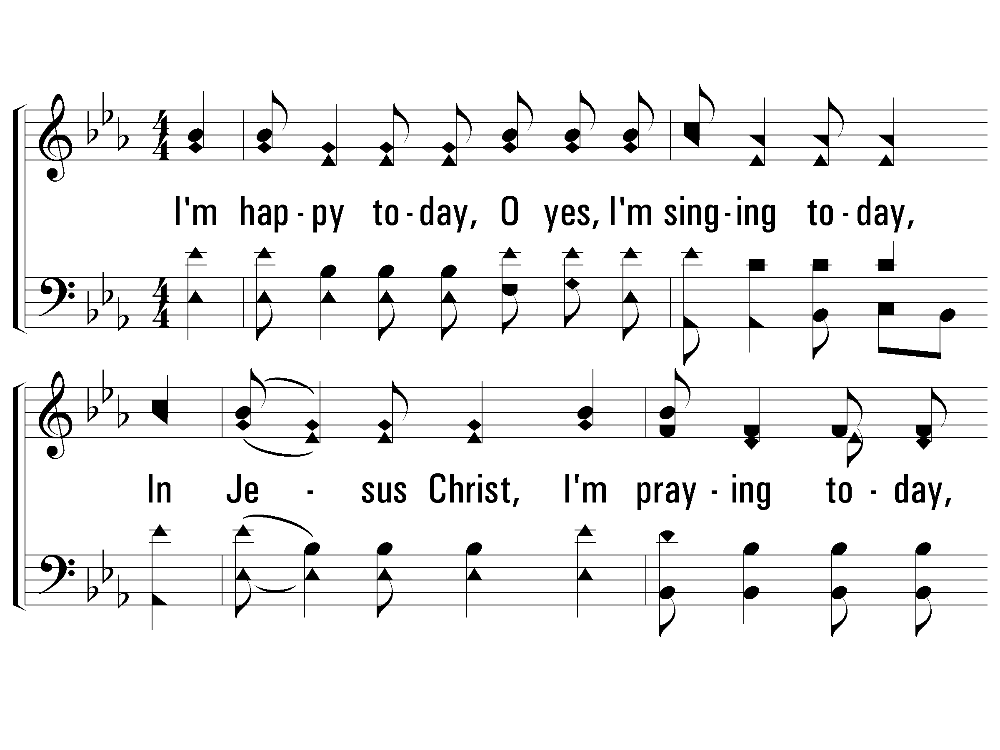 I'm hap - py to - day, O yes, I'm sing - ing to - day,
In Je - sus Christ, I'm pray - ing to - day,